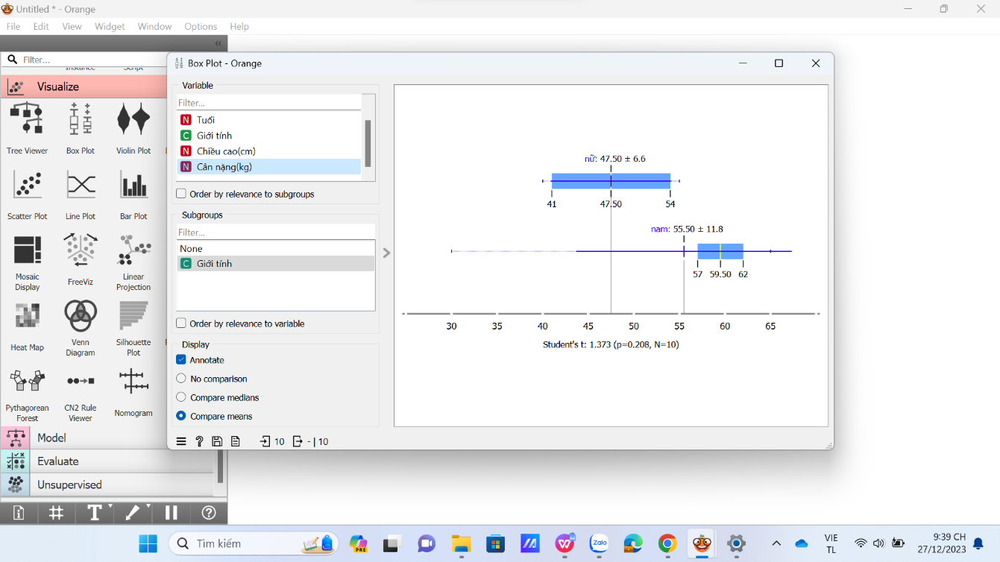 Untitled * - Orange
File Edit View Widget Window Options Help
Filter...
Instance Script
Visualize
Tree Viewer Box Plot Violin Plot
Scatter Plot Line Plot Bar Plot
Mosaic Display FreeViz Linear Projection
Heat Map Venn Diagram Silhouette Plot
Pythagorean Forest CN2 Rule Viewer Nomogram
Model
Evaluate
Unsupervised
Box Plot - Orange
Variable
Filter...
N Tuổi
C Giới tính
N Chiều cao(cm)
N Cân nặng(kg)
Order by relevance to subgroups
Subgroups
Filter...
None
C Giới tính
Order by relevance to variable
Display
Annotate
No comparison
Compare medians
Compare means
10 - | 10
nữ: 47.50 ± 6.6
41 47.50 54
nam: 55.50 ± 11.8
57 59.50 62
30 35 40 45 50 55 60 65
Student's t: 1.373 (p=0.208, N=10)
Tìm kiếm
PRE
Zalo
VIE
TL
9:39 CH
27/12/2023